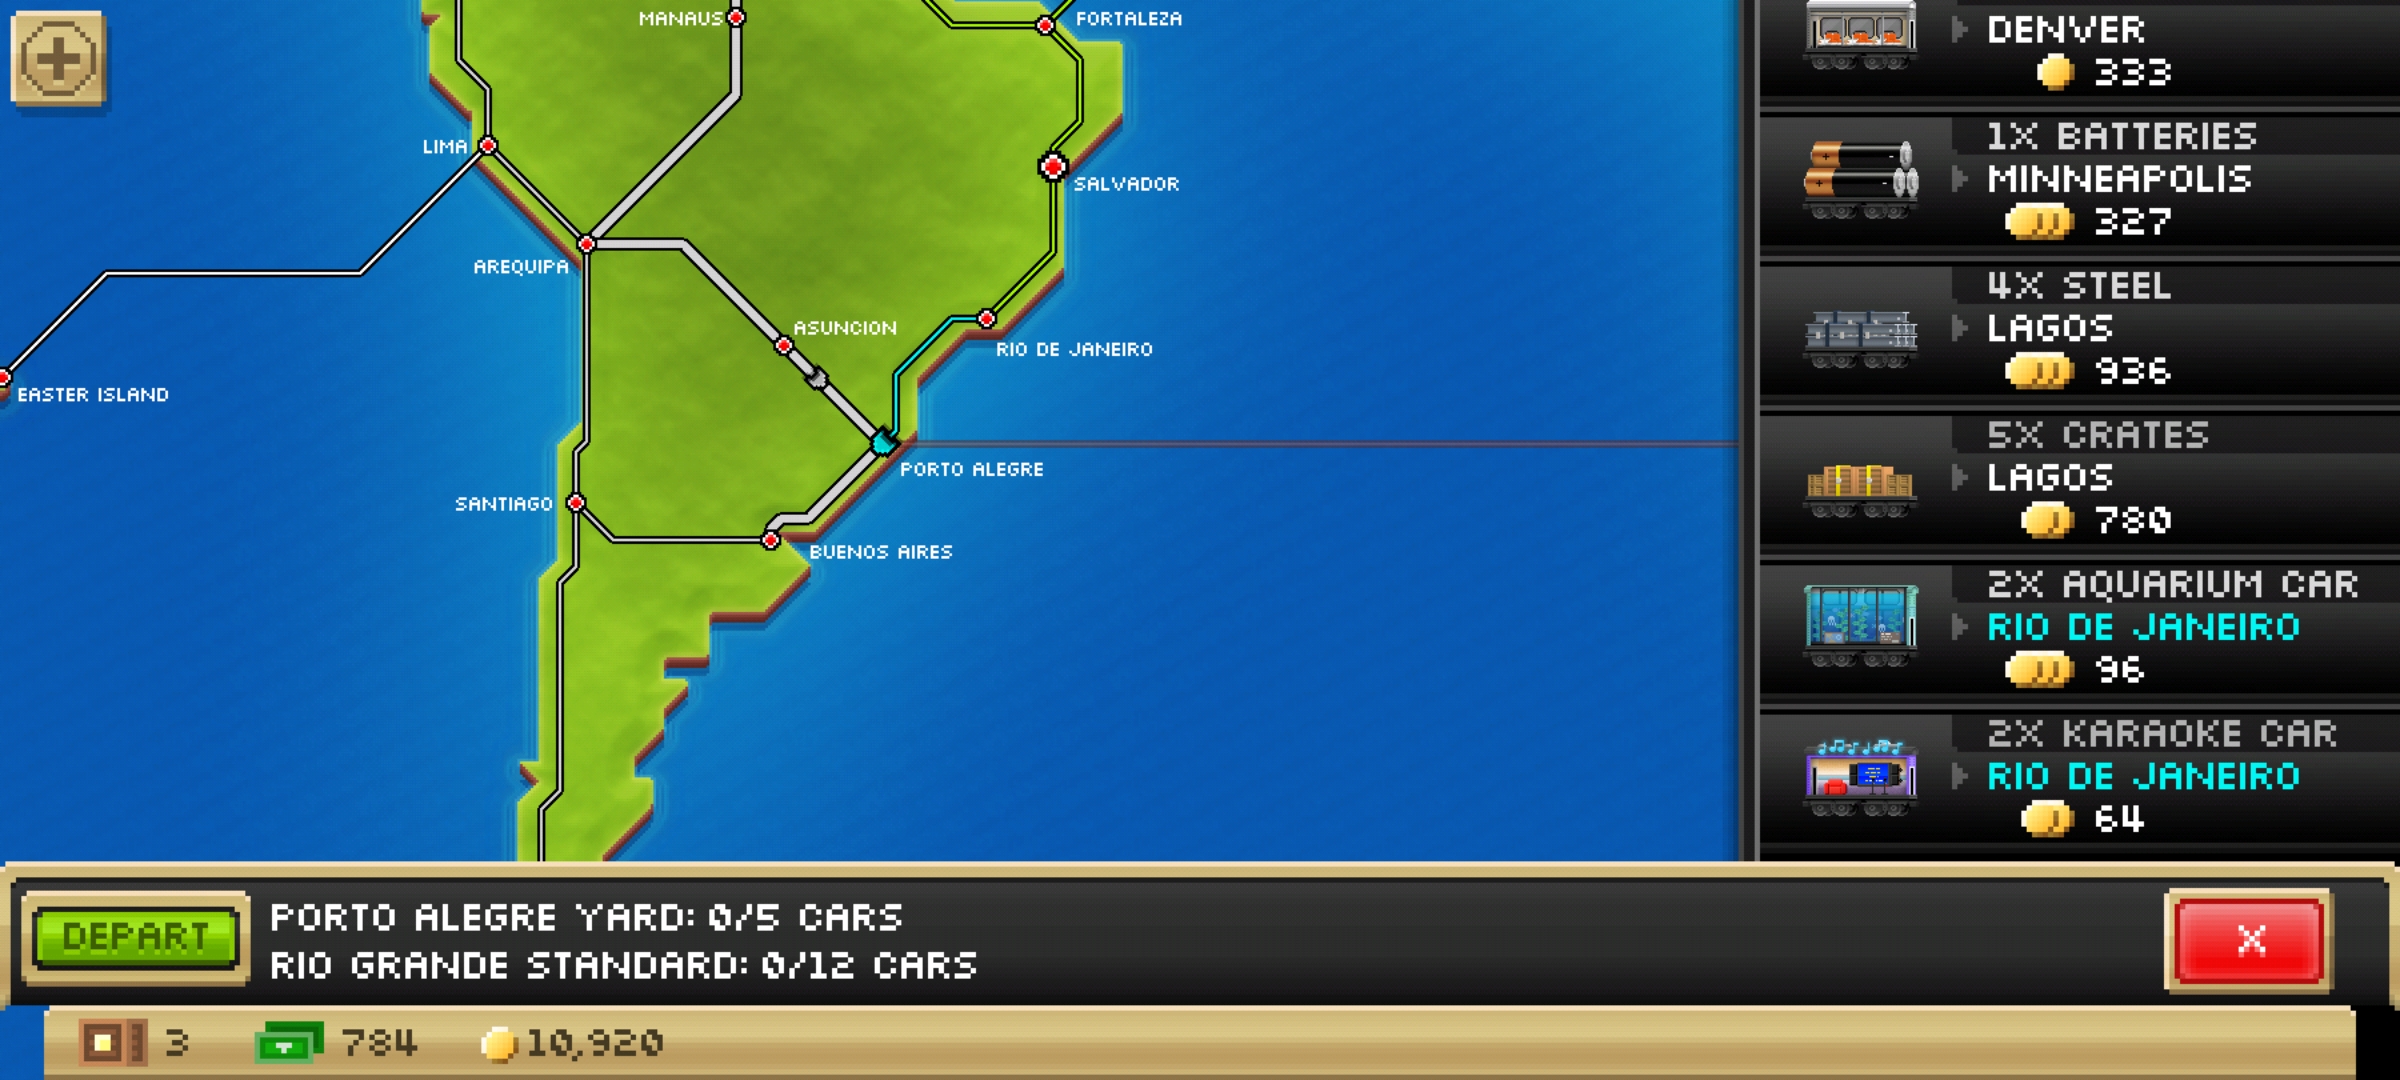 MANAUS
FORTALEZA
LIMA
SALVADOR
AREQUIPA
ASUNCION
RIO DE JANEIRO
EASTER ISLAND
PORTO ALEGRE
SANTIAGO
BUENOS AIRES
DENVER
333
1X BATTERIES
MINNEAPOLIS
327
4X STEEL
LAGOS
936
5X CRATES
LAGOS
780
2X AQUARIUM CAR
RIO DE JANEIRO
96
2X KARAOKE CAR
RIO DE JANEIRO
64
DEPART
PORTO ALEGRE YARD: 0/5 CARS
RIO GRANDE STANDARD: 0/12 CARS
X
3
784
10,920